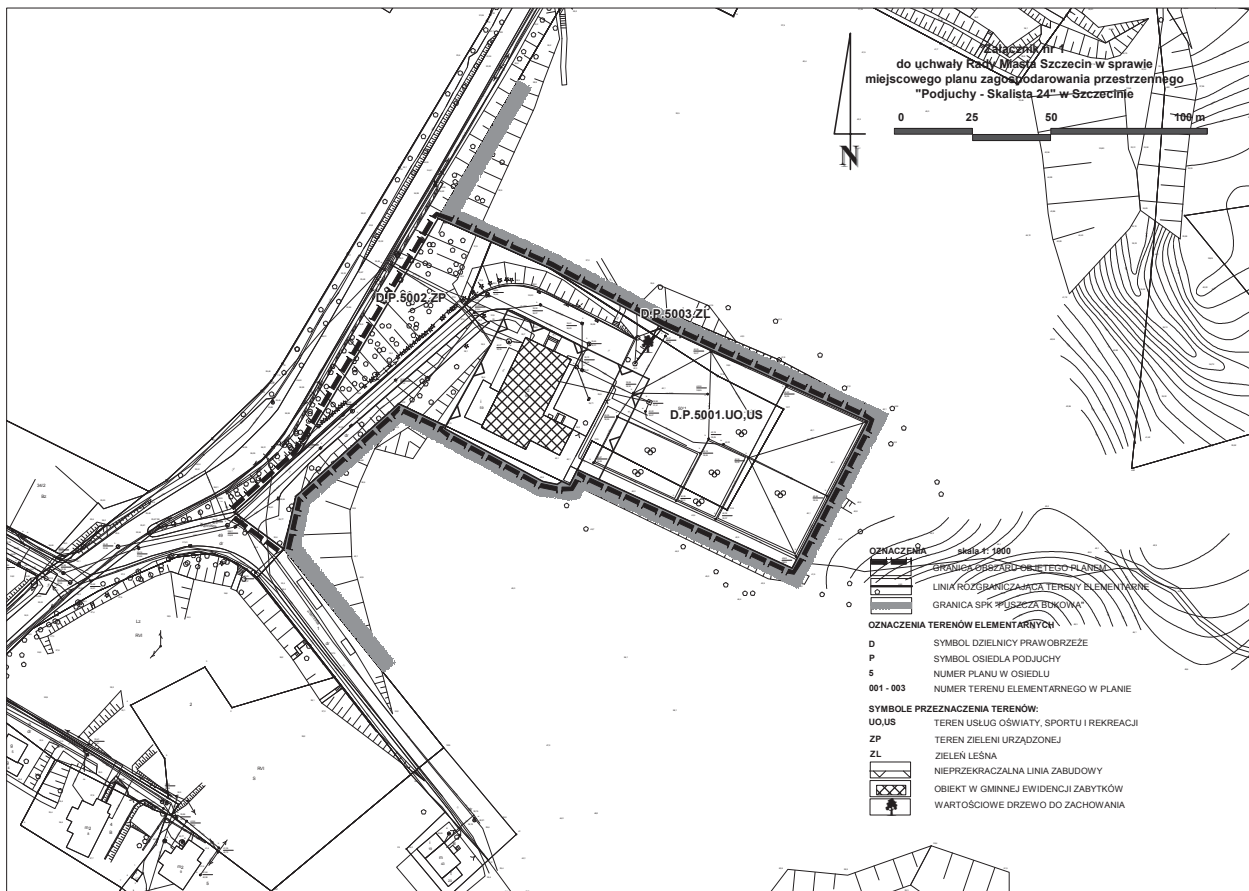 "Załącznik nr 1
do uchwały Rady Miasta Szczecin w sprawie
miejscowego planu zagospodarowania przestrzennego
"Podjuchy - Skalista 24" w Szczecinie
0 25 50 100 m
N
D.P.5002.ZP
D.P.5003.ZL
D.P.5001.UO,US
OZNACZENIA skala 1: 1000
GRANICA OBSZARU OBJĘTEGO PLANEM
LINIA ROZGRANICZAJĄCA TERENY ELEMENTARNE
GRANICA SPK "PUSZCZA BUKOWA"
OZNACZENIA TERENÓW ELEMENTARNYCH
D SYMBOL DZIELNICY PRAWOBRZEŻE
P SYMBOL OSIEDLA PODJUCHY
5 NUMER PLANU W OSIEDLU
001 - 003 NUMER TERENU ELEMENTARNEGO W PLANIE
SYMBOLE PRZEZNACZENIA TERENÓW:
UO,US TEREN USŁUG OŚWIATY, SPORTU I REKREACJI
ZP TEREN ZIELENI URZĄDZONEJ
ZL ZIELEŃ LEŚNA
NIEPRZEKRACZALNA LINIA ZABUDOWY
OBIEKT W GMINNEJ EWIDENCJI ZABYTKÓW
WARTOŚCIOWE DRZEWO DO ZACHOWANIA